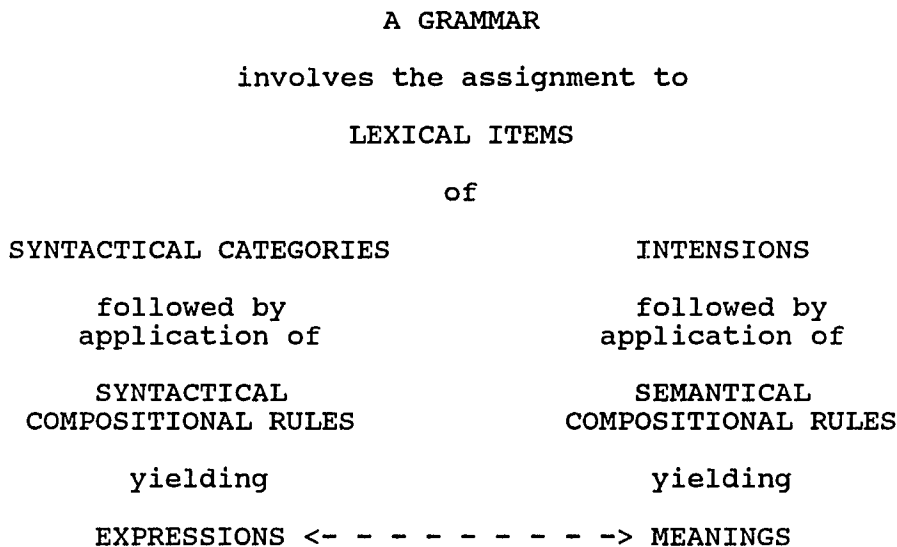 A GRAMMAR
involves the assignment to
LEXICAL ITEMS
of
SYNTACTICAL CATEGORIES INTENSIONS
followed by followed by
application of application of
SYNTACTICAL SEMANTICAL
COMPOSITIONAL RULES COMPOSITIONAL RULES
yielding yielding
EXPRESSIONS <- - - - - - - - - -> MEANINGS